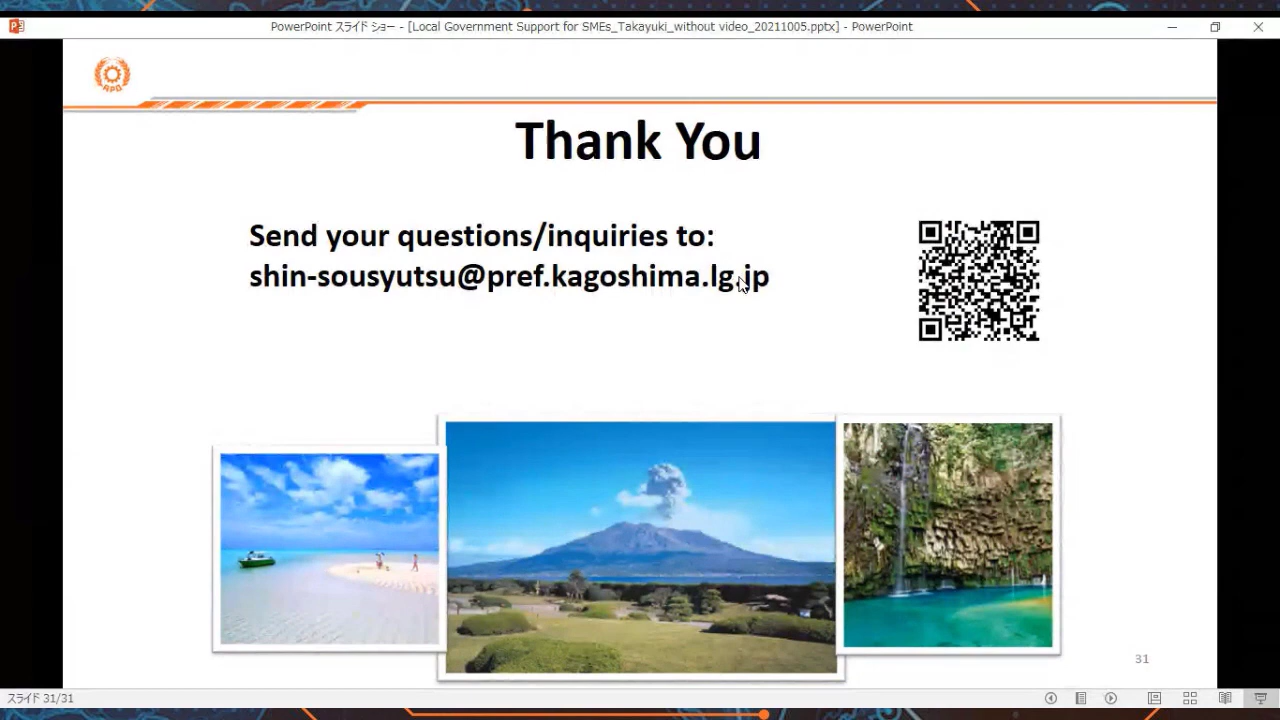 PowerPoint スライド ショー - [Local Government Support for SMEs_Takayuki_without video_20211005.pptx] - PowerPoint
APO
Thank You
Send your questions/inquiries to:
shin-sousyutsu@pref.kagoshima.lg.jp
31
スライド 31/31